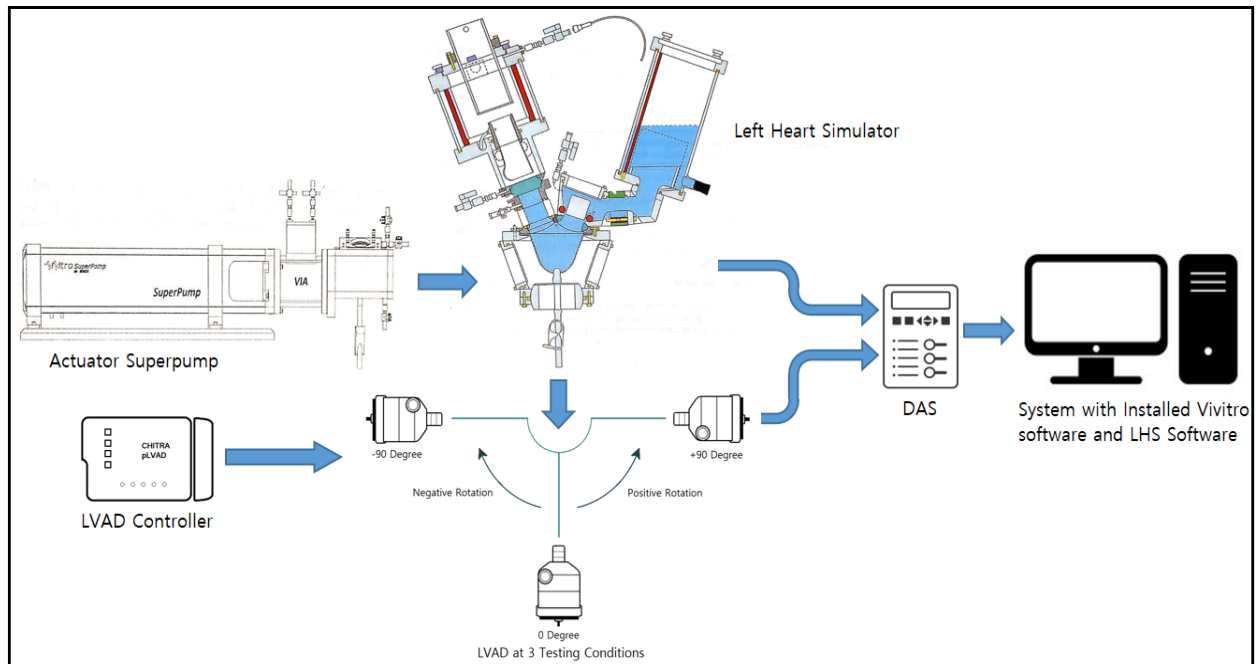 Left Heart Simulator
SuperPump
SuperPump
VIA
Actuator Superpump
DAS
System with Installed Vivitro
software and LHS Software
CHITRA
pLVAD
LVAD Controller
-90 Degree
+90 Degree
Negative Rotation
Positive Rotation
0 Degree
LVAD at 3 Testing Conditions